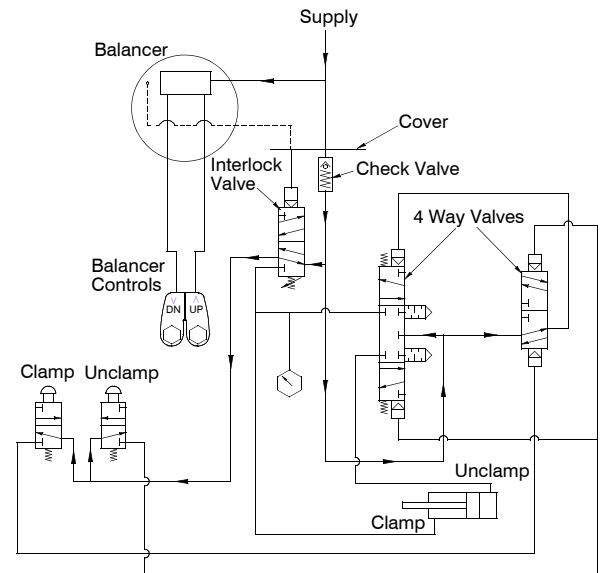 Supply
Balancer
Cover
Interlock
Valve
Check Valve
4 Way Valves
Balancer
Controls
DN
UP
Clamp
Unclamp
Unclamp
Clamp